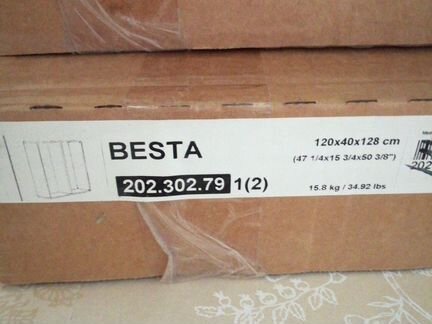 BESTA
202.302.79 1(2)
120x40x128 cm
(47 1/4x15 3/4x50 3/8")
15.8 kg / 34.92 lbs
202